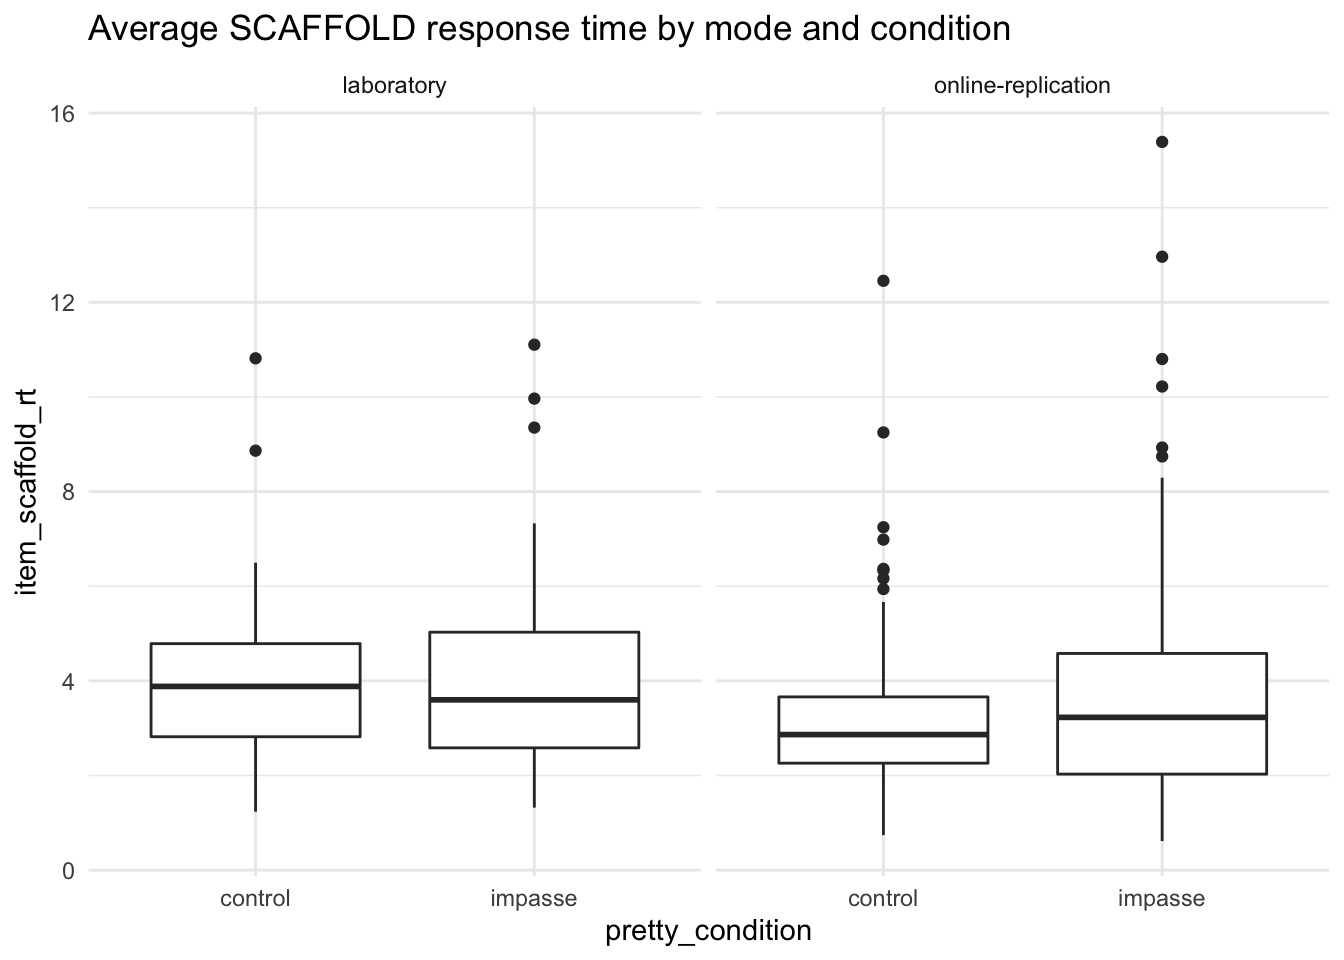 Average SCAFFOLD response time by mode and condition
laboratory
online-replication
16
12
8
4
0
item_scaffold_rt
control
impasse
control
impasse
pretty_condition